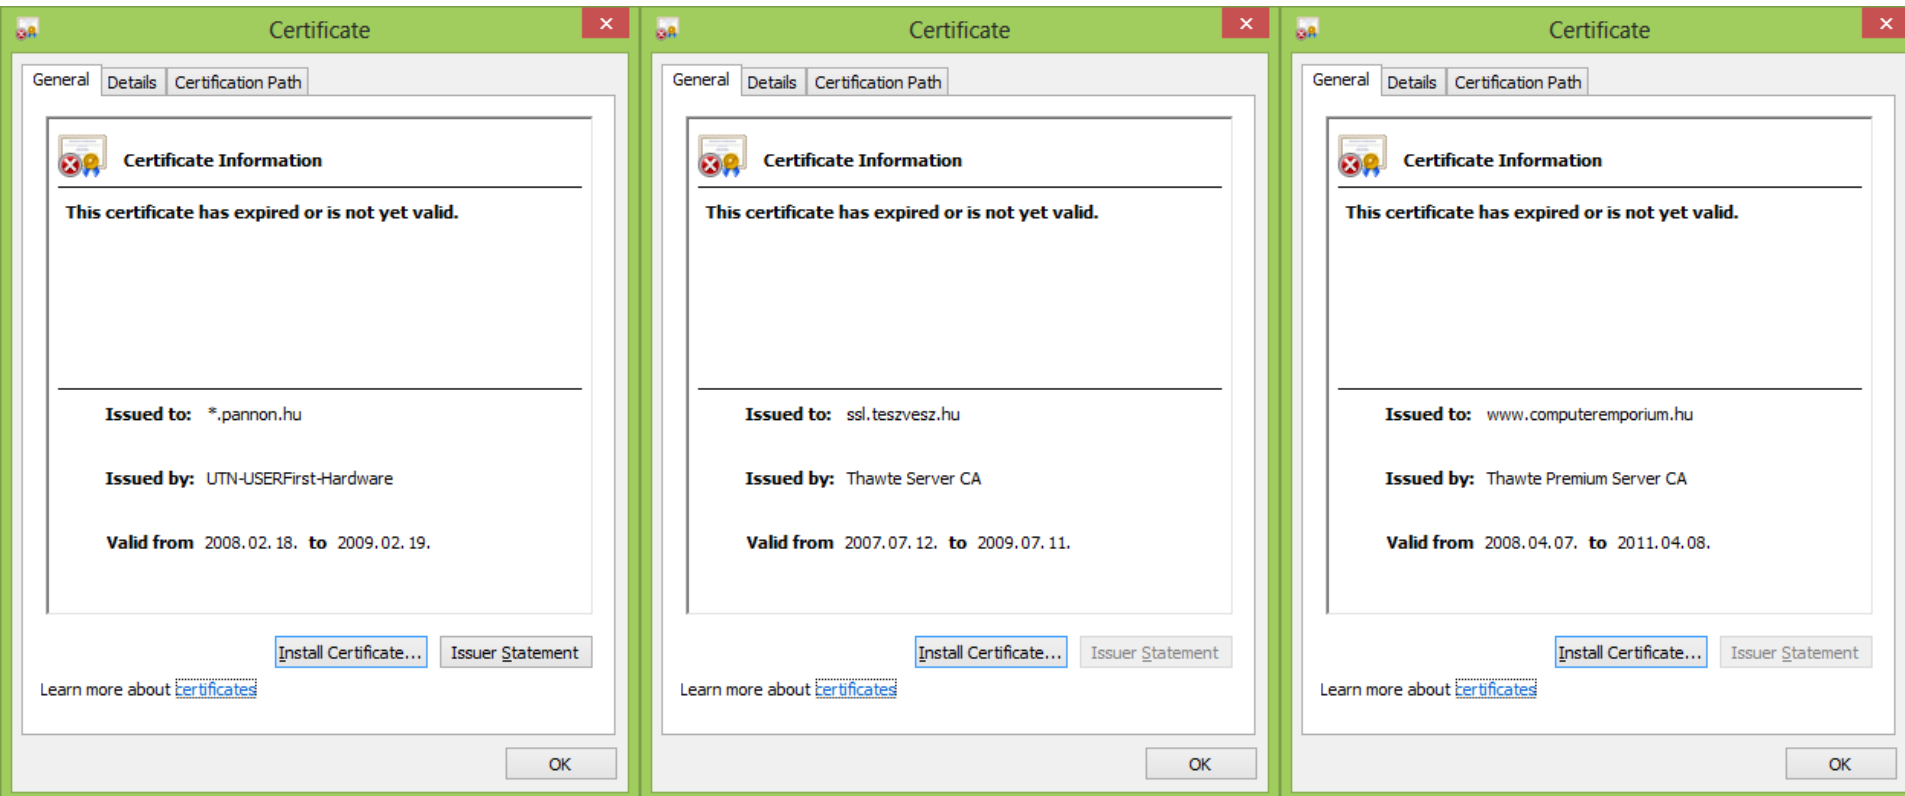 Certificate
General Details Certification Path
Certificate Information
This certificate has expired or is not yet valid.
Issued to: *.pannon.hu
Issued by: UTN-USERFirst-Hardware
Valid from 2008.02.18. to 2009.02.19.
Install Certificate... Issuer Statement
Learn more about certificates
OK
Certificate
General Details Certification Path
Certificate Information
This certificate has expired or is not yet valid.
Issued to: ssl.teszvesz.hu
Issued by: Thawte Server CA
Valid from 2007.07.12. to 2009.07.11.
Install Certificate... Issuer Statement
Learn more about certificates
OK
Certificate
General Details Certification Path
Certificate Information
This certificate has expired or is not yet valid.
Issued to: www.computeremporium.hu
Issued by: Thawte Premium Server CA
Valid from 2008.04.07. to 2011.04.08.
Install Certificate... Issuer Statement
Learn more about certificates
OK